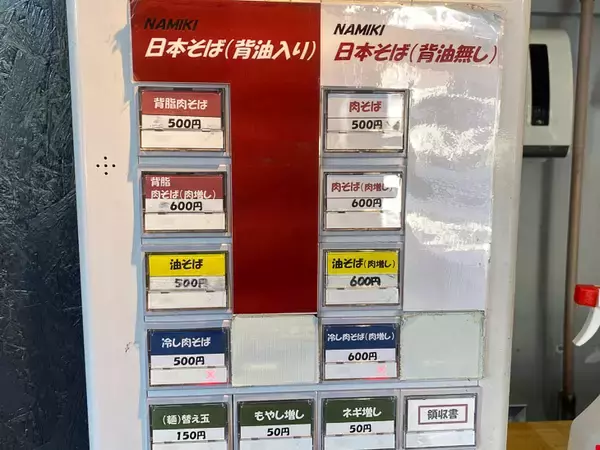 NAMIKI
日本そば(背油入り)
NAMIKI
日本そば(背油無し)
背脂肉そば
500円
肉そば
500円
背脂
肉そば(肉増し)
600円
肉そば(肉増し)
600円
油そば
500円
油そば(肉増し)
600円
冷し肉そば
500円
冷し肉そば(肉増し)
600円
(麺)替え玉
150円
もやし増し
50円
ネギ増し
50円
領収書